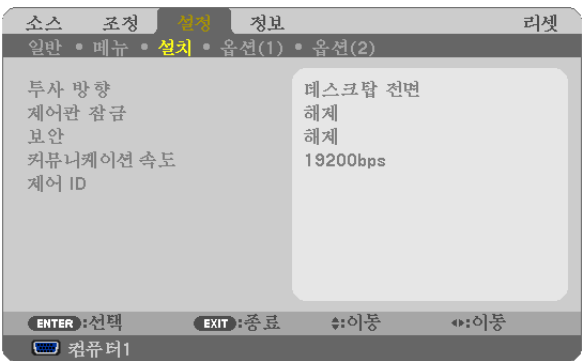 소스 조정 설정 정보 리셋
일반 • 메뉴 • 설치 • 옵션(1) • 옵션(2)
투사 방향 데스크탑 전면
제어판 잠금 해제
보안 해제
커뮤니케이션 속도 19200bps
제어 ID
ENTER:선택 EXIT:종료 :이동 :이동
컴퓨터1